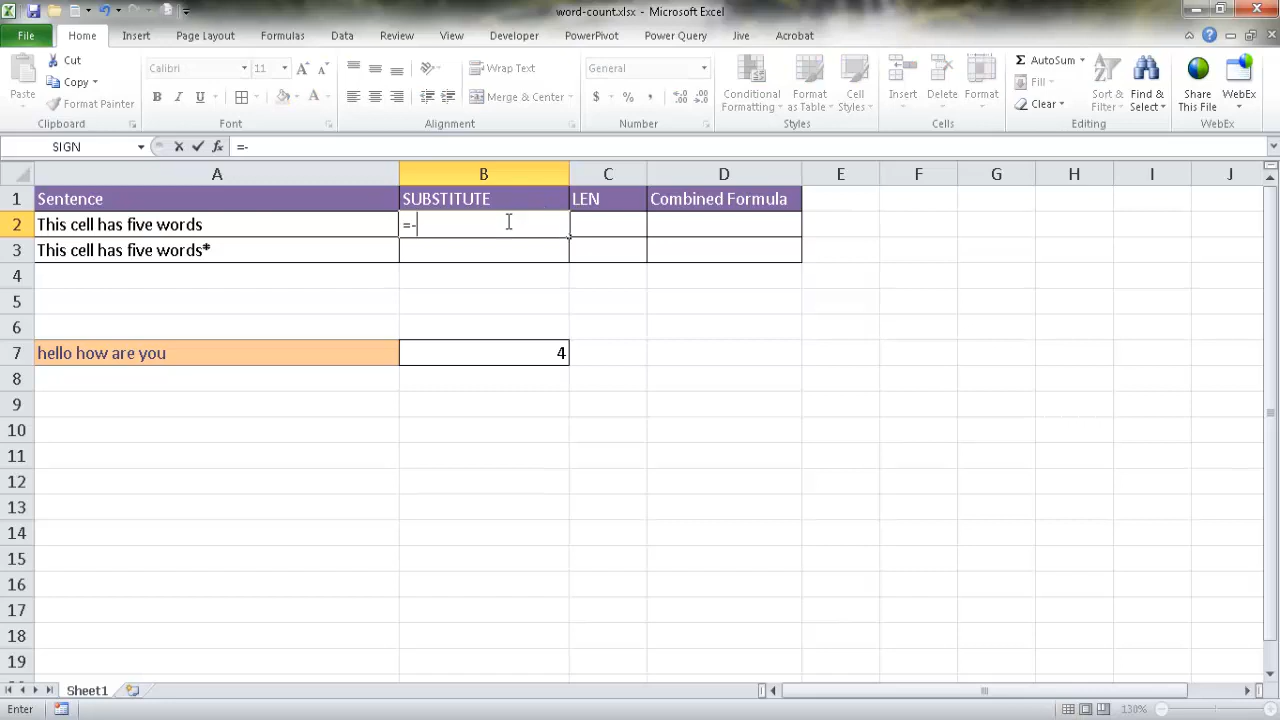 word-count.xlsx - Microsoft Excel
File Home Insert Page Layout Formulas Data Review View Developer PowerPivot Power Query Jive Acrobat
Paste
Cut
Copy
Format Painter
Clipboard
Calibri 11
B I U A
Font
Wrap Text
Merge & Center
Alignment
General
$ % ,
Number
Conditional Formatting
Format as Table
Cell Styles
Styles
Insert
Delete
Format
Cells
Σ AutoSum
Fill
Clear
Sort & Filter
Find & Select
Editing
Share This File
WebEx
WebEx
SIGN fx =-
A B C D E F G H I J
1 Sentence SUBSTITUTE LEN Combined Formula
2 This cell has five words =-
3 This cell has five words*
4
5
6
7 hello how are you 4
8
9
10
11
12
13
14
15
16
17
18
19
Sheet1
Enter 130%